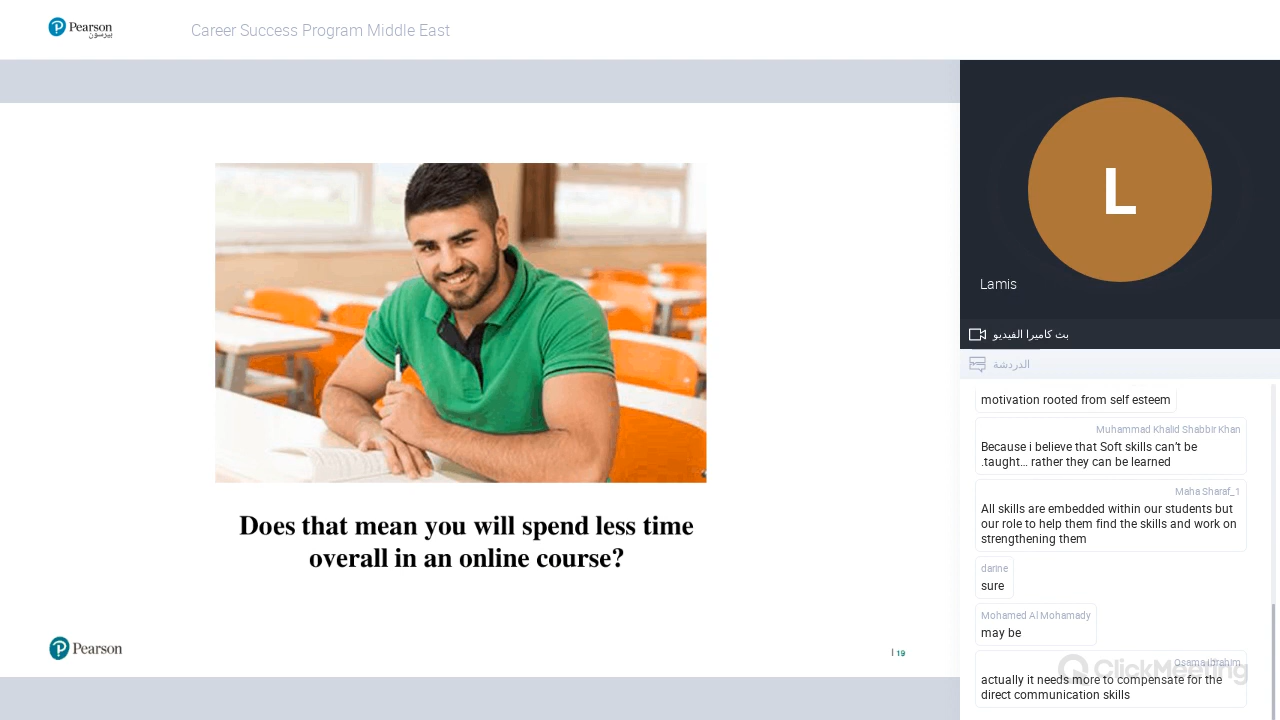 Pearson
بيرسون
Career Success Program Middle East
Does that mean you will spend less time
overall in an online course?
Pearson
| 19
L
Lamis
بث كاميرا الفيديو
الدردشة
motivation rooted from self esteem
Muhammad Khalid Shabbir Khan
Because i believe that Soft skills can't be
.taught... rather they can be learned
Maha Sharaf_1
All skills are embedded within our students but
our role to help them find the skills and work on
strengthening them
darine
sure
Mohamed Al Mohamady
may be
Osama Ibrahim
actually it needs more to compensate for the
direct communication skills
ClickMeeting